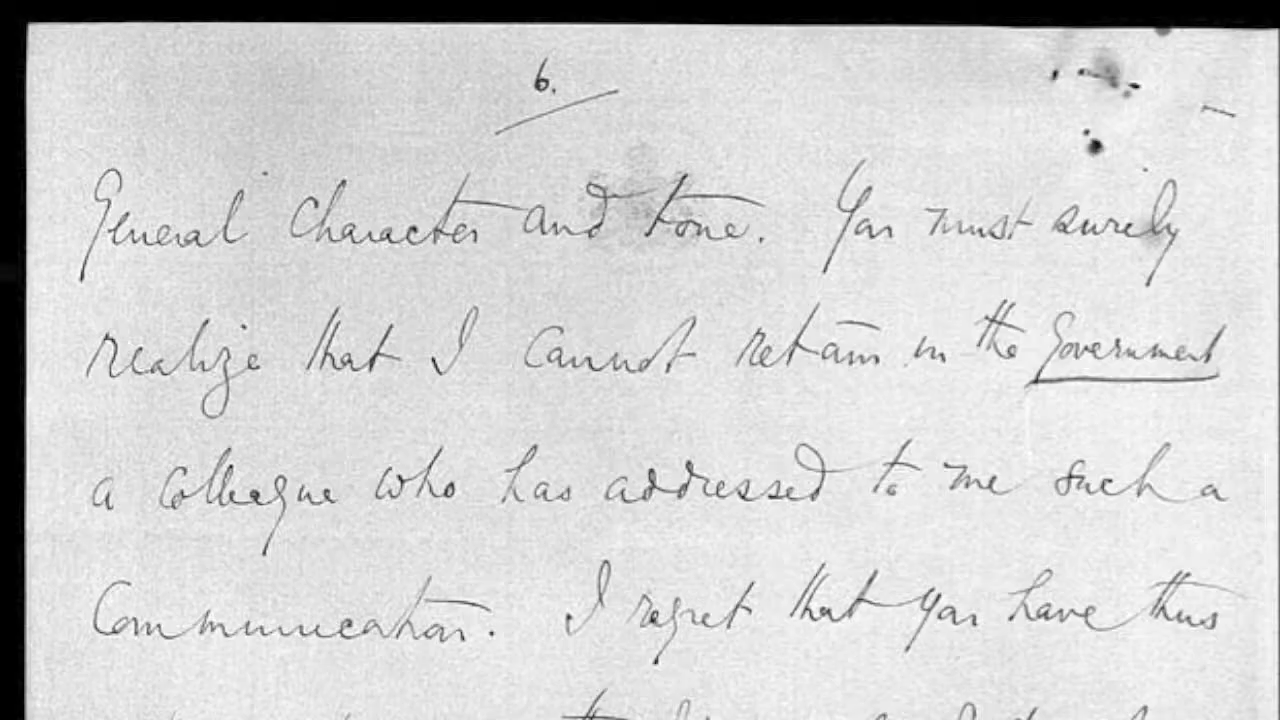 6.
General Character and tone. You must surely
realize that I cannot retain in the Government
a colleague who has addressed to me such a
Communication. I regret that you have thus